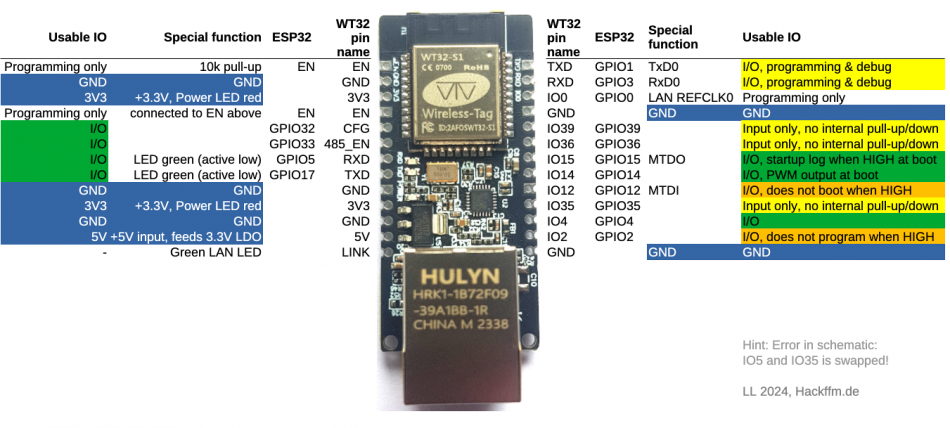 Usable IO Special function ESP32 WT32 pin name
Programming only 10k pull-up EN EN
GND GND GND
3V3 +3.3V, Power LED red 3V3
Programming only connected to EN above EN EN
I/O GPIO32 CFG
I/O GPIO33 485_EN
I/O LED green (active low) GPIO5 RXD
I/O LED green (active low) GPIO17 TXD
GND GND GND
3V3 +3.3V, Power LED red 3V3
GND GND GND
5V +5V input, feeds 3.3V LDO 5V
- Green LAN LED LINK
WT32-S1
CE 0700 RoHS
Wireless-Tag
FC ID:2AFOSWT32-S1
HULYN
HRK1-1B72F09
-39A1BB-1R
CHINA M 2338
WT32 pin name ESP32 Special function Usable IO
TXD GPIO1 TxD0 I/O, programming & debug
RXD GPIO3 RxD0 I/O, programming & debug
IO0 GPIO0 LAN REFCLK0 Programming only
GND GND GND
IO39 GPIO39 Input only, no internal pull-up/down
IO36 GPIO36 Input only, no internal pull-up/down
IO15 GPIO15 MTDO I/O, startup log when HIGH at boot
IO14 GPIO14 I/O, PWM output at boot
IO12 GPIO12 MTDI I/O, does not boot when HIGH
IO35 GPIO35 Input only, no internal pull-up/down
IO4 GPIO4 I/O
IO2 GPIO2 I/O, does not program when HIGH
GND GND GND
Hint: Error in schematic:
IO5 and IO35 is swapped!
LL 2024, Hackffm.de